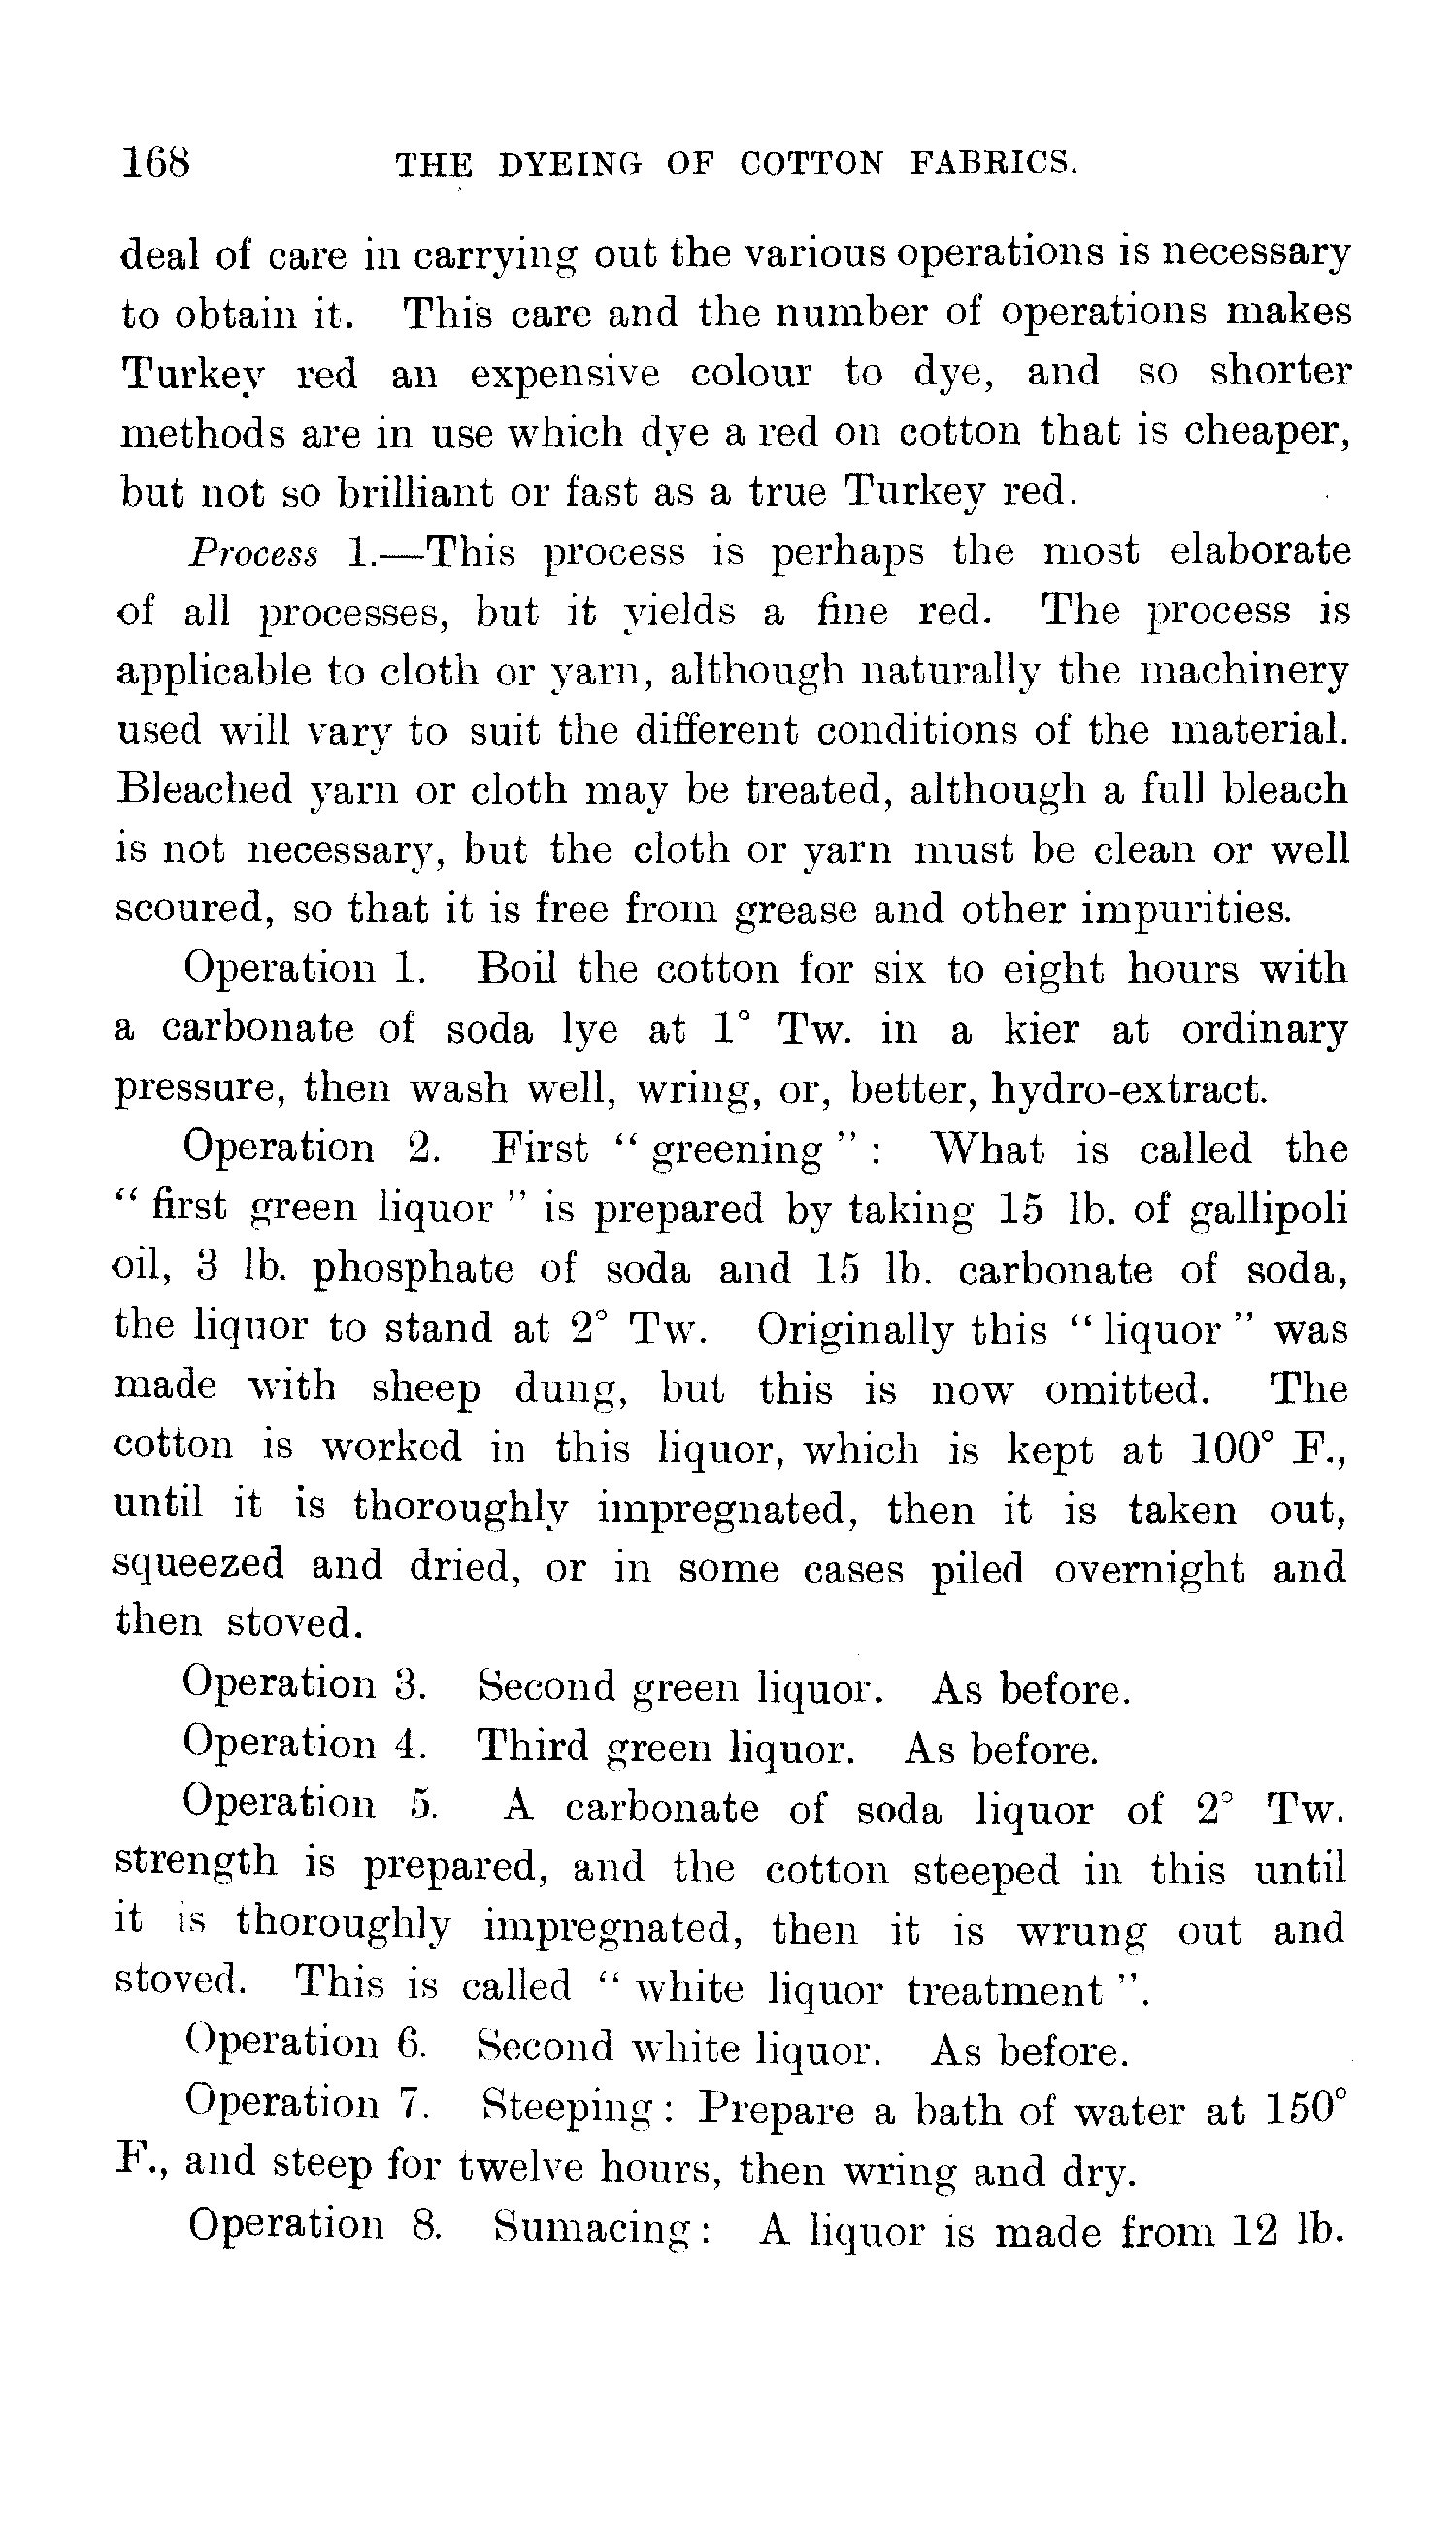 168 THE DYEING OF COTTON FABRICS.
deal of care in carrying out the various operations is necessary
to obtain it. This care and the number of operations makes
Turkey red an expensive colour to dye, and so shorter
methods are in use which dye a red on cotton that is cheaper,
but not so brilliant or fast as a true Turkey red.
Process 1.—This process is perhaps the most elaborate
of all processes, but it yields a fine red. The process is
applicable to cloth or yarn, although naturally the machinery
used will vary to suit the different conditions of the material.
Bleached yarn or cloth may be treated, although a full bleach
is not necessary, but the cloth or yarn must be clean or well
scoured, so that it is free from grease and other impurities.
Operation 1. Boil the cotton for six to eight hours with
a carbonate of soda lye at 1° Tw. in a kier at ordinary
pressure, then wash well, wring, or, better, hydro-extract.
Operation 2. First " greening " : What is called the
" first green liquor " is prepared by taking 15 lb. of gallipoli
oil, 3 lb. phosphate of soda and 15 lb. carbonate of soda,
the liquor to stand at 2° Tw. Originally this " liquor " was
made with sheep dung, but this is now omitted. The
cotton is worked in this liquor, which is kept at 100° F.,
until it is thoroughly impregnated, then it is taken out,
squeezed and dried, or in some cases piled overnight and
then stoved.
Operation 3. Second green liquor. As before.
Operation 4. Third green liquor. As before.
Operation 5. A carbonate of soda liquor of 2° Tw.
strength is prepared, and the cotton steeped in this until
it is thoroughly impregnated, then it is wrung out and
stoved. This is called " white liquor treatment ".
Operation 6. Second white liquor. As before.
Operation 7. Steeping : Prepare a bath of water at 150°
F., and steep for twelve hours, then wring and dry.
Operation 8. Sumacing : A liquor is made from 12 lb.